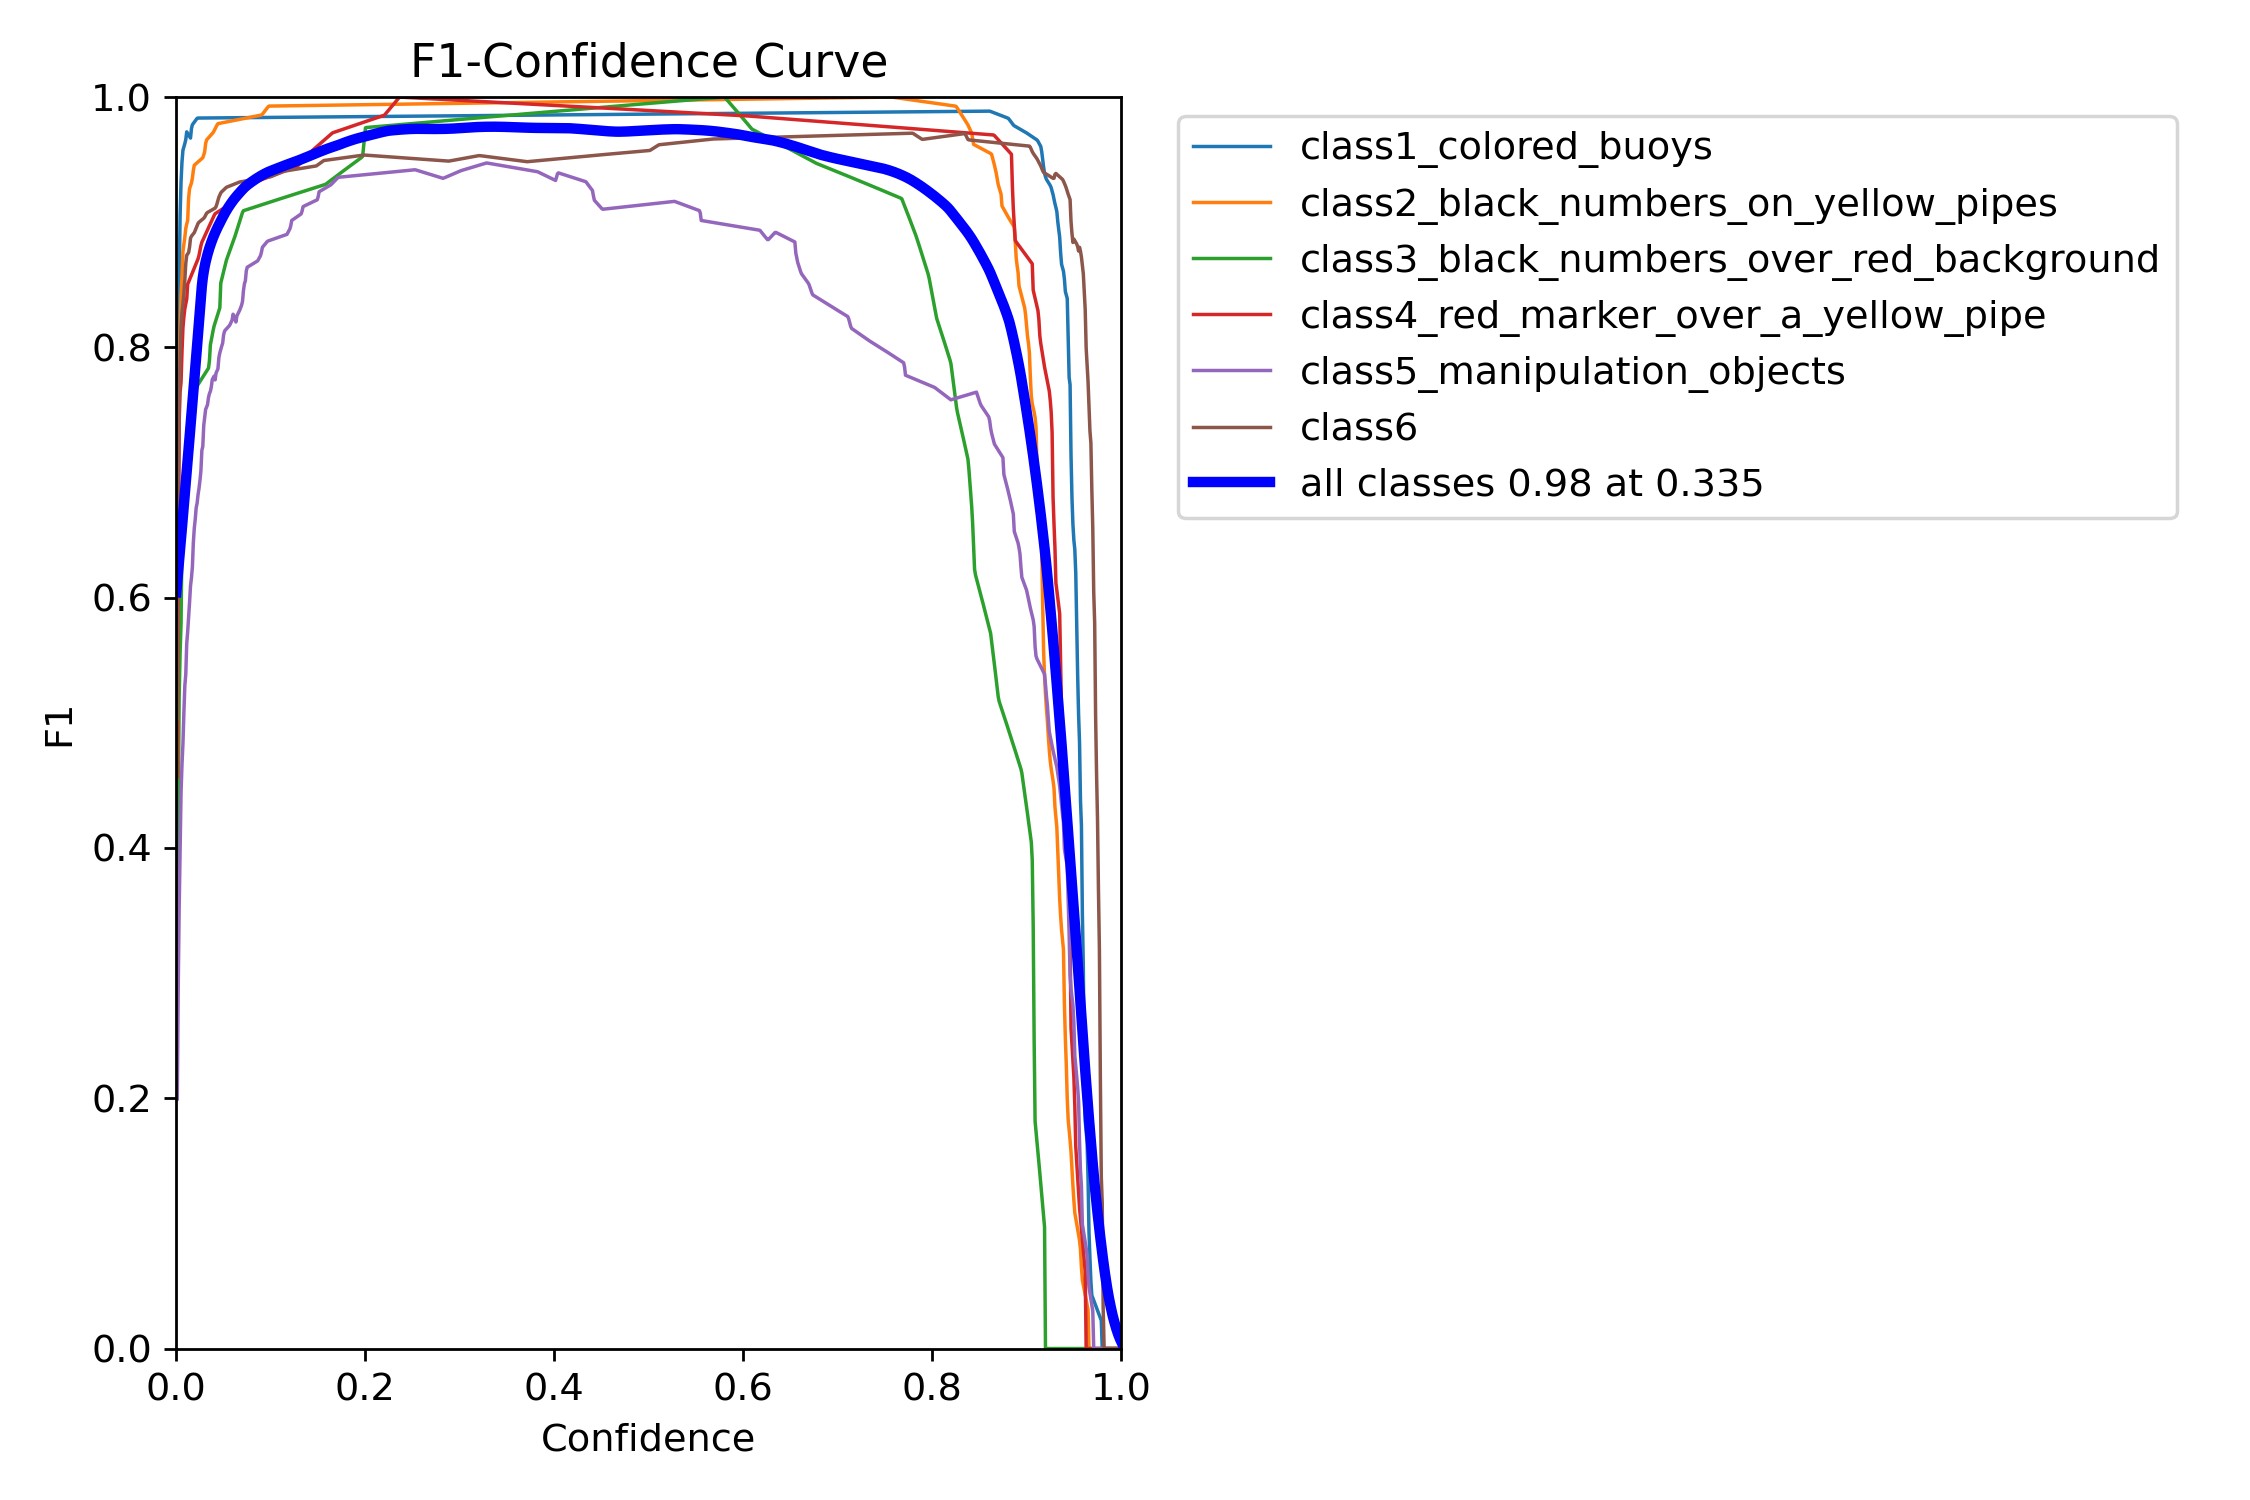 F1-Confidence Curve
1.0
0.8
0.6
0.4
0.2
0.0
F1
0.0 0.2 0.4 0.6 0.8 1.0
Confidence
class1_colored_buoys
class2_black_numbers_on_yellow_pipes
class3_black_numbers_over_red_background
class4_red_marker_over_a_yellow_pipe
class5_manipulation_objects
class6
all classes 0.98 at 0.335